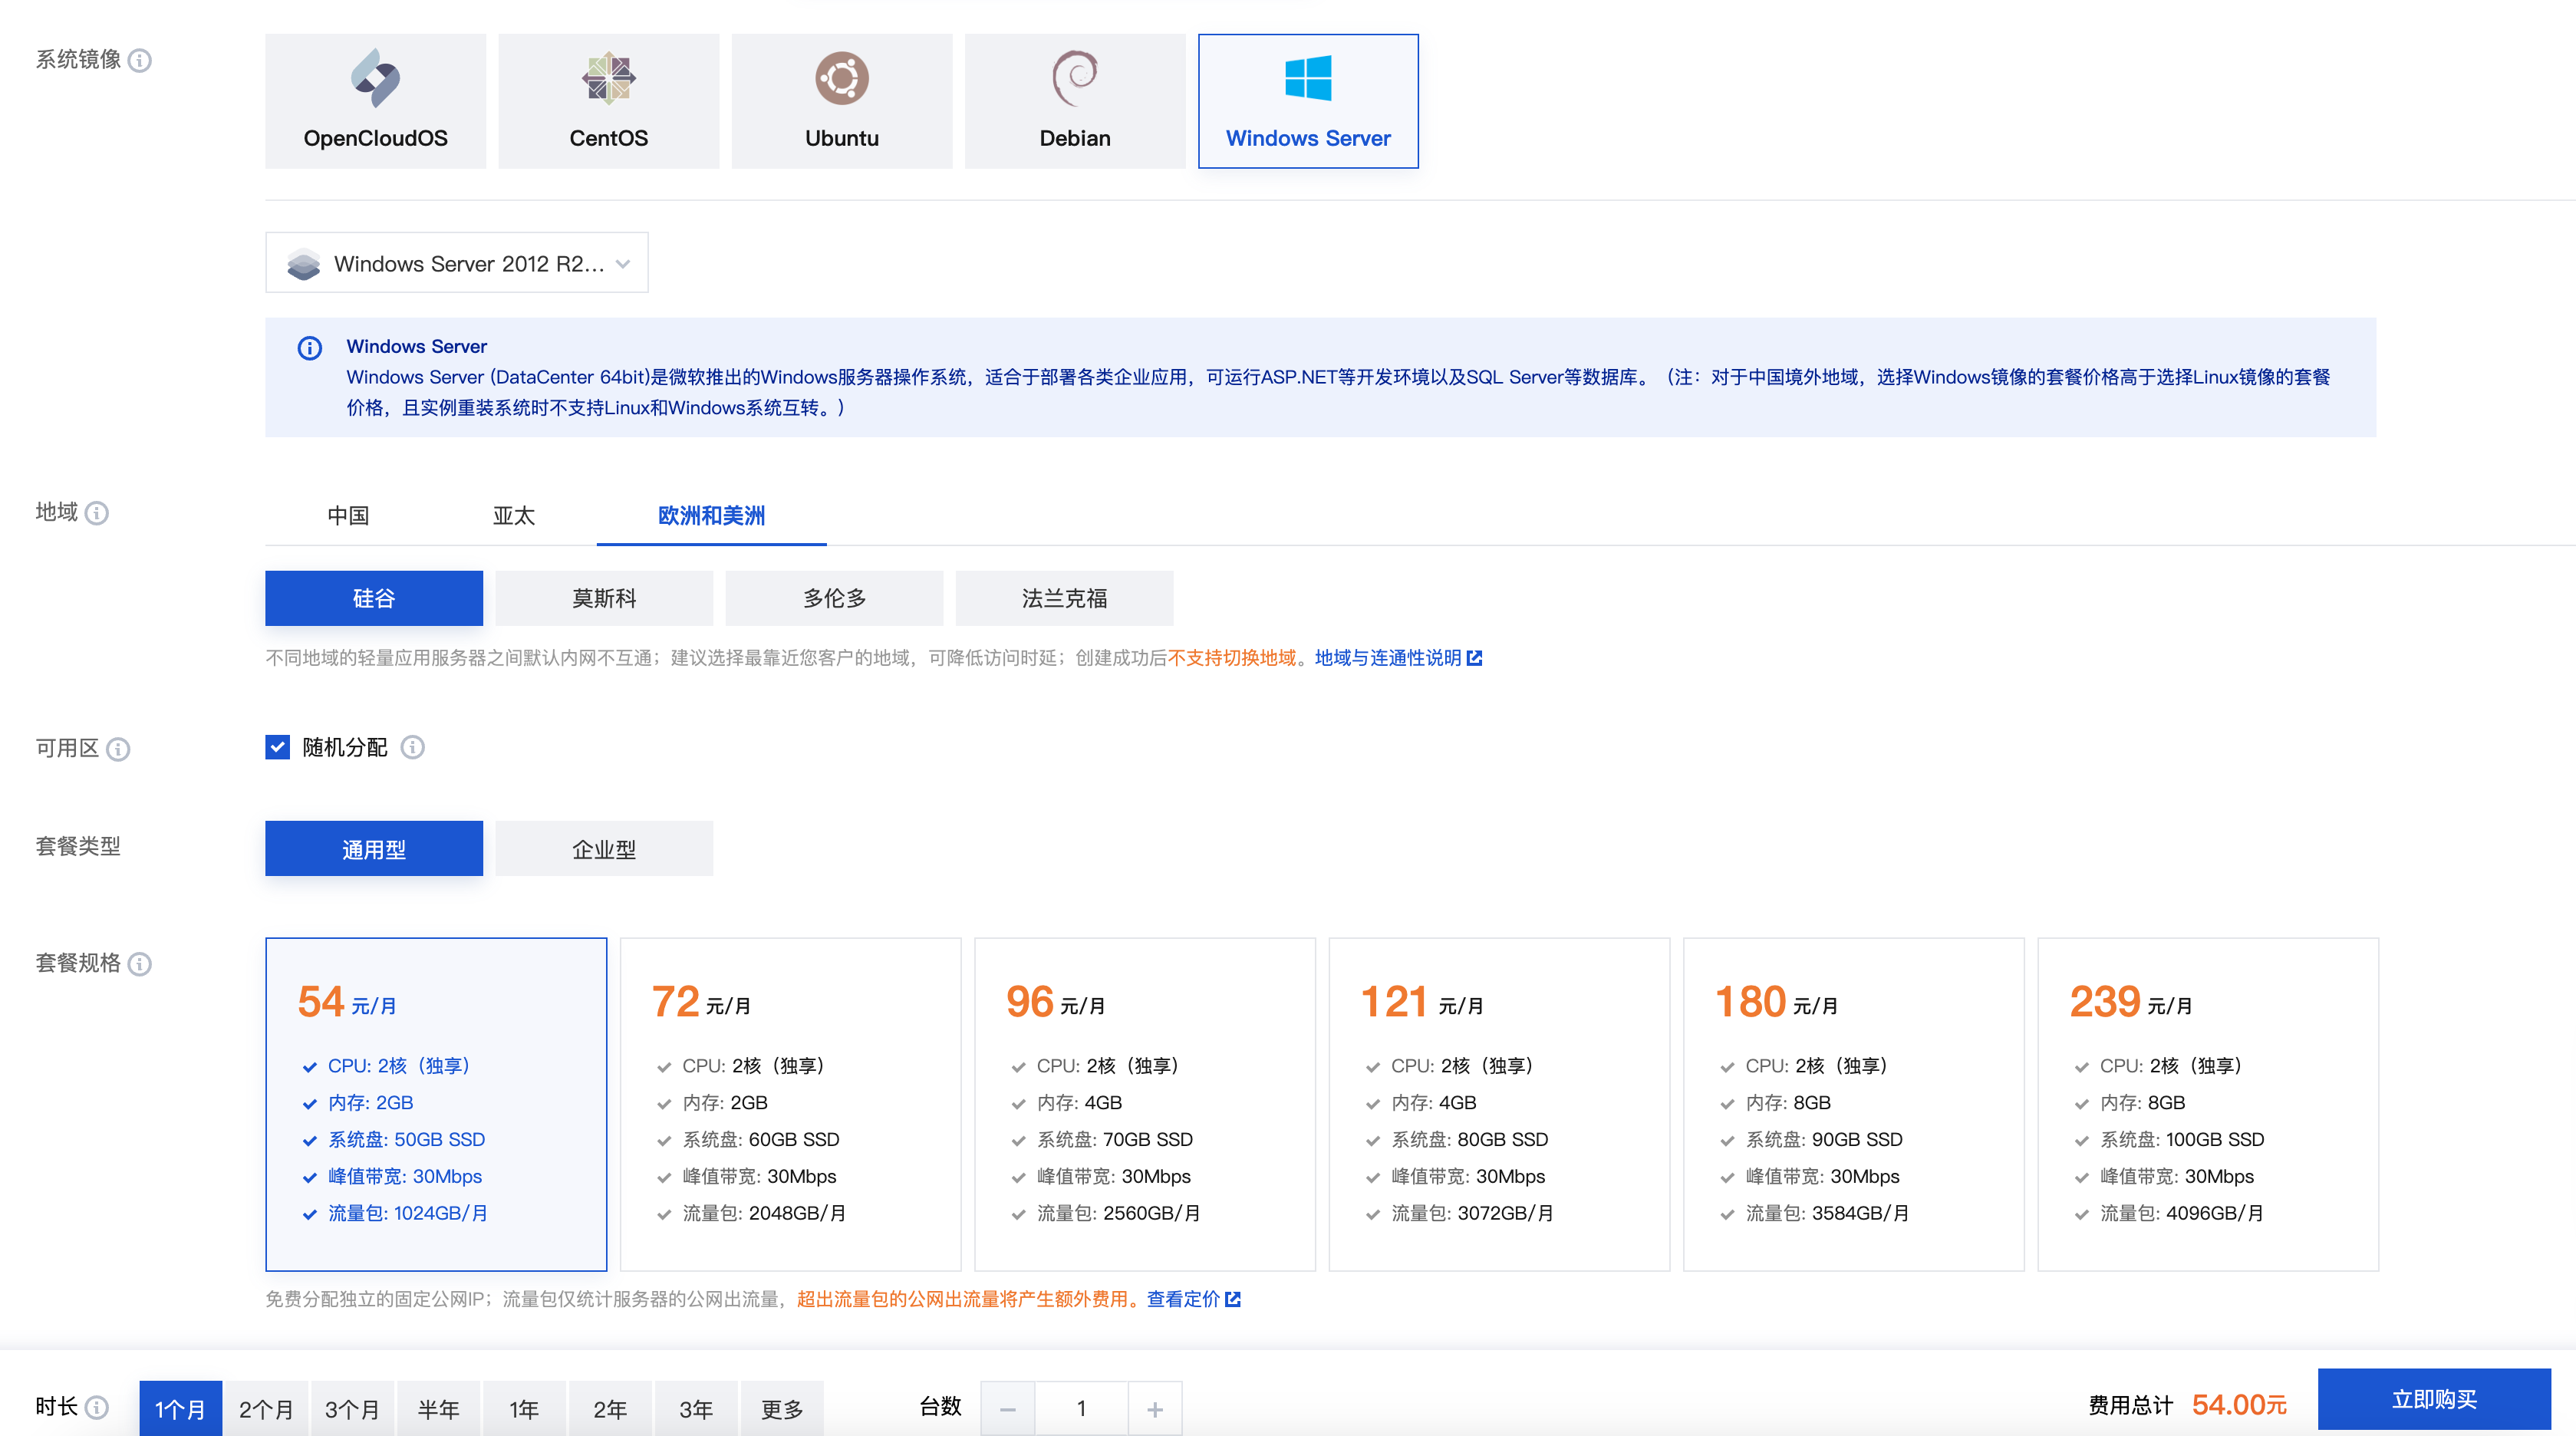 系统镜像
OpenCloudOS
CentOS
Ubuntu
Debian
Windows Server
Windows Server 2012 R2...
Windows Server
Windows Server (DataCenter 64bit)是微软推出的Windows服务器操作系统，适合于部署各类企业应用，可运行ASP.NET等开发环境以及SQL Server等数据库。（注：对于中国境外地域，选择Windows镜像的套餐价格高于选择Linux镜像的套餐
价格，且实例重装系统时不支持Linux和Windows系统互转。）
地域
中国
亚太
欧洲和美洲
硅谷
莫斯科
多伦多
法兰克福
不同地域的轻量应用服务器之间默认内网不互通；建议选择最靠近您客户的地域，可降低访问时延；创建成功后不支持切换地域。地域与连通性说明
可用区
随机分配
套餐类型
通用型
企业型
套餐规格
54 元/月
CPU: 2核（独享）
内存: 2GB
系统盘: 50GB SSD
峰值带宽: 30Mbps
流量包: 1024GB/月
72 元/月
CPU: 2核（独享）
内存: 2GB
系统盘: 60GB SSD
峰值带宽: 30Mbps
流量包: 2048GB/月
96 元/月
CPU: 2核（独享）
内存: 4GB
系统盘: 70GB SSD
峰值带宽: 30Mbps
流量包: 2560GB/月
121 元/月
CPU: 2核（独享）
内存: 4GB
系统盘: 80GB SSD
峰值带宽: 30Mbps
流量包: 3072GB/月
180 元/月
CPU: 2核（独享）
内存: 8GB
系统盘: 90GB SSD
峰值带宽: 30Mbps
流量包: 3584GB/月
239 元/月
CPU: 2核（独享）
内存: 8GB
系统盘: 100GB SSD
峰值带宽: 30Mbps
流量包: 4096GB/月
免费分配独立的固定公网IP；流量包仅统计服务器的公网出流量，超出流量包的公网出流量将产生额外费用。查看定价
时长
1个月
2个月
3个月
半年
1年
2年
3年
更多
台数
1
费用总计 54.00元
立即购买